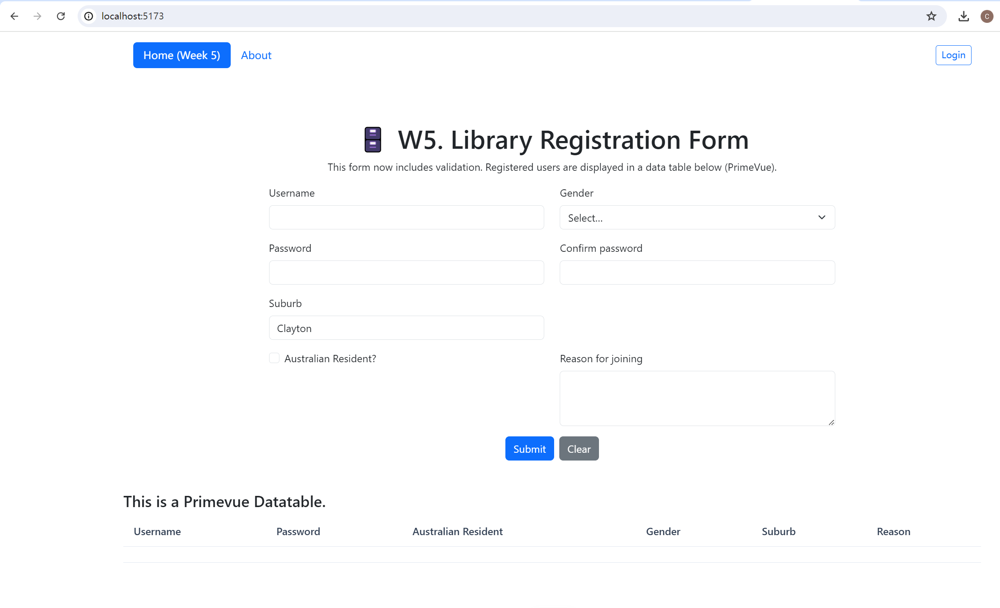 localhost:5173
C
Home (Week 5) About Login
W5. Library Registration Form
This form now includes validation. Registered users are displayed in a data table below (PrimeVue).
Username Gender
Select...
Password Confirm password
Suburb
Clayton
Australian Resident? Reason for joining
Submit Clear
This is a Primevue Datatable.
Username Password Australian Resident Gender Suburb Reason